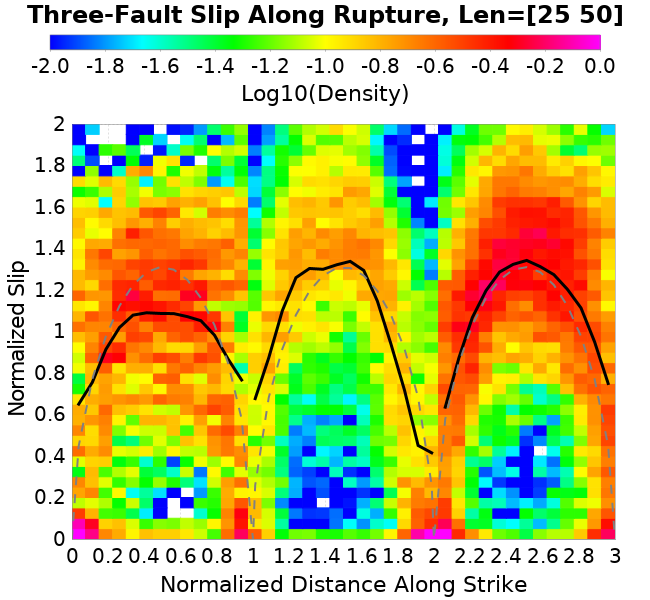 Three-Fault Slip Along Rupture, Len=[25 50]
-2.0 -1.8 -1.6 -1.4 -1.2 -1.0 -0.8 -0.6 -0.4 -0.2 0.0
Log10(Density)
Normalized Slip
2
1.8
1.6
1.4
1.2
1
0.8
0.6
0.4
0.2
0
0 0.2 0.4 0.6 0.8 1 1.2 1.4 1.6 1.8 2 2.2 2.4 2.6 2.8 3
Normalized Distance Along Strike